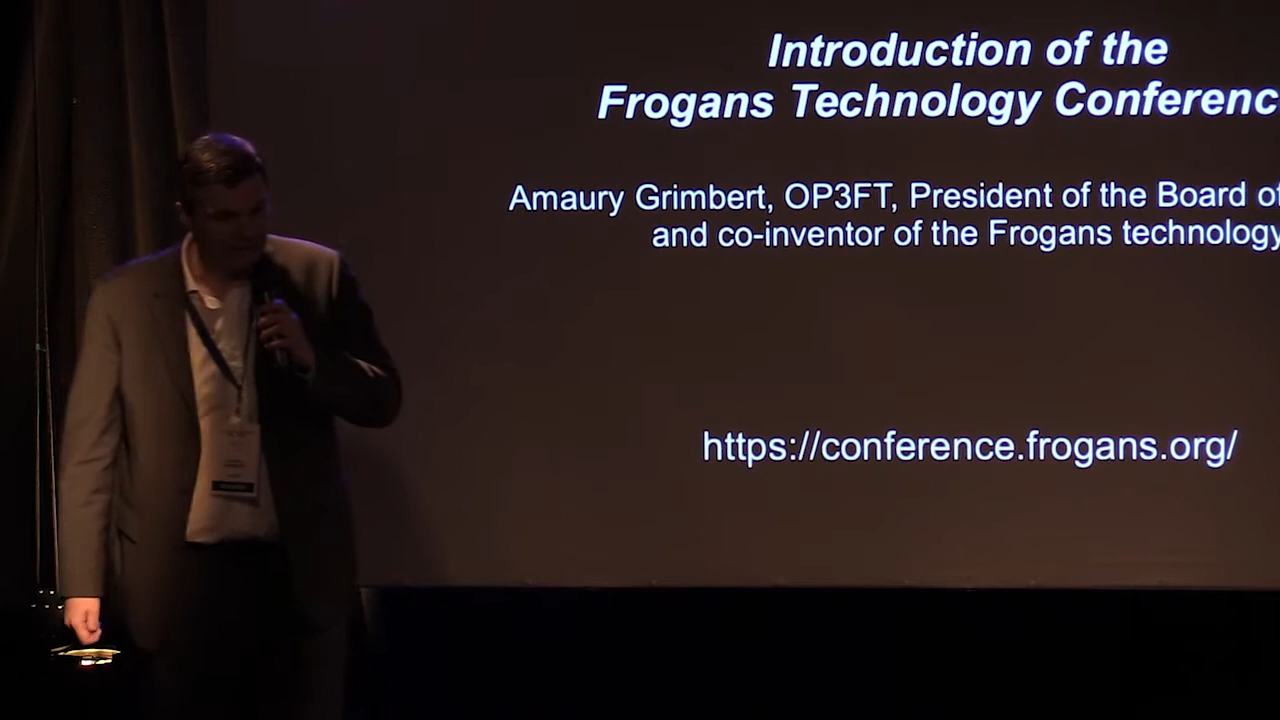 Introduction of the
Frogans Technology Conferenc
Amaury Grimbert, OP3FT, President of the Board of
and co-inventor of the Frogans technology
https://conference.frogans.org/